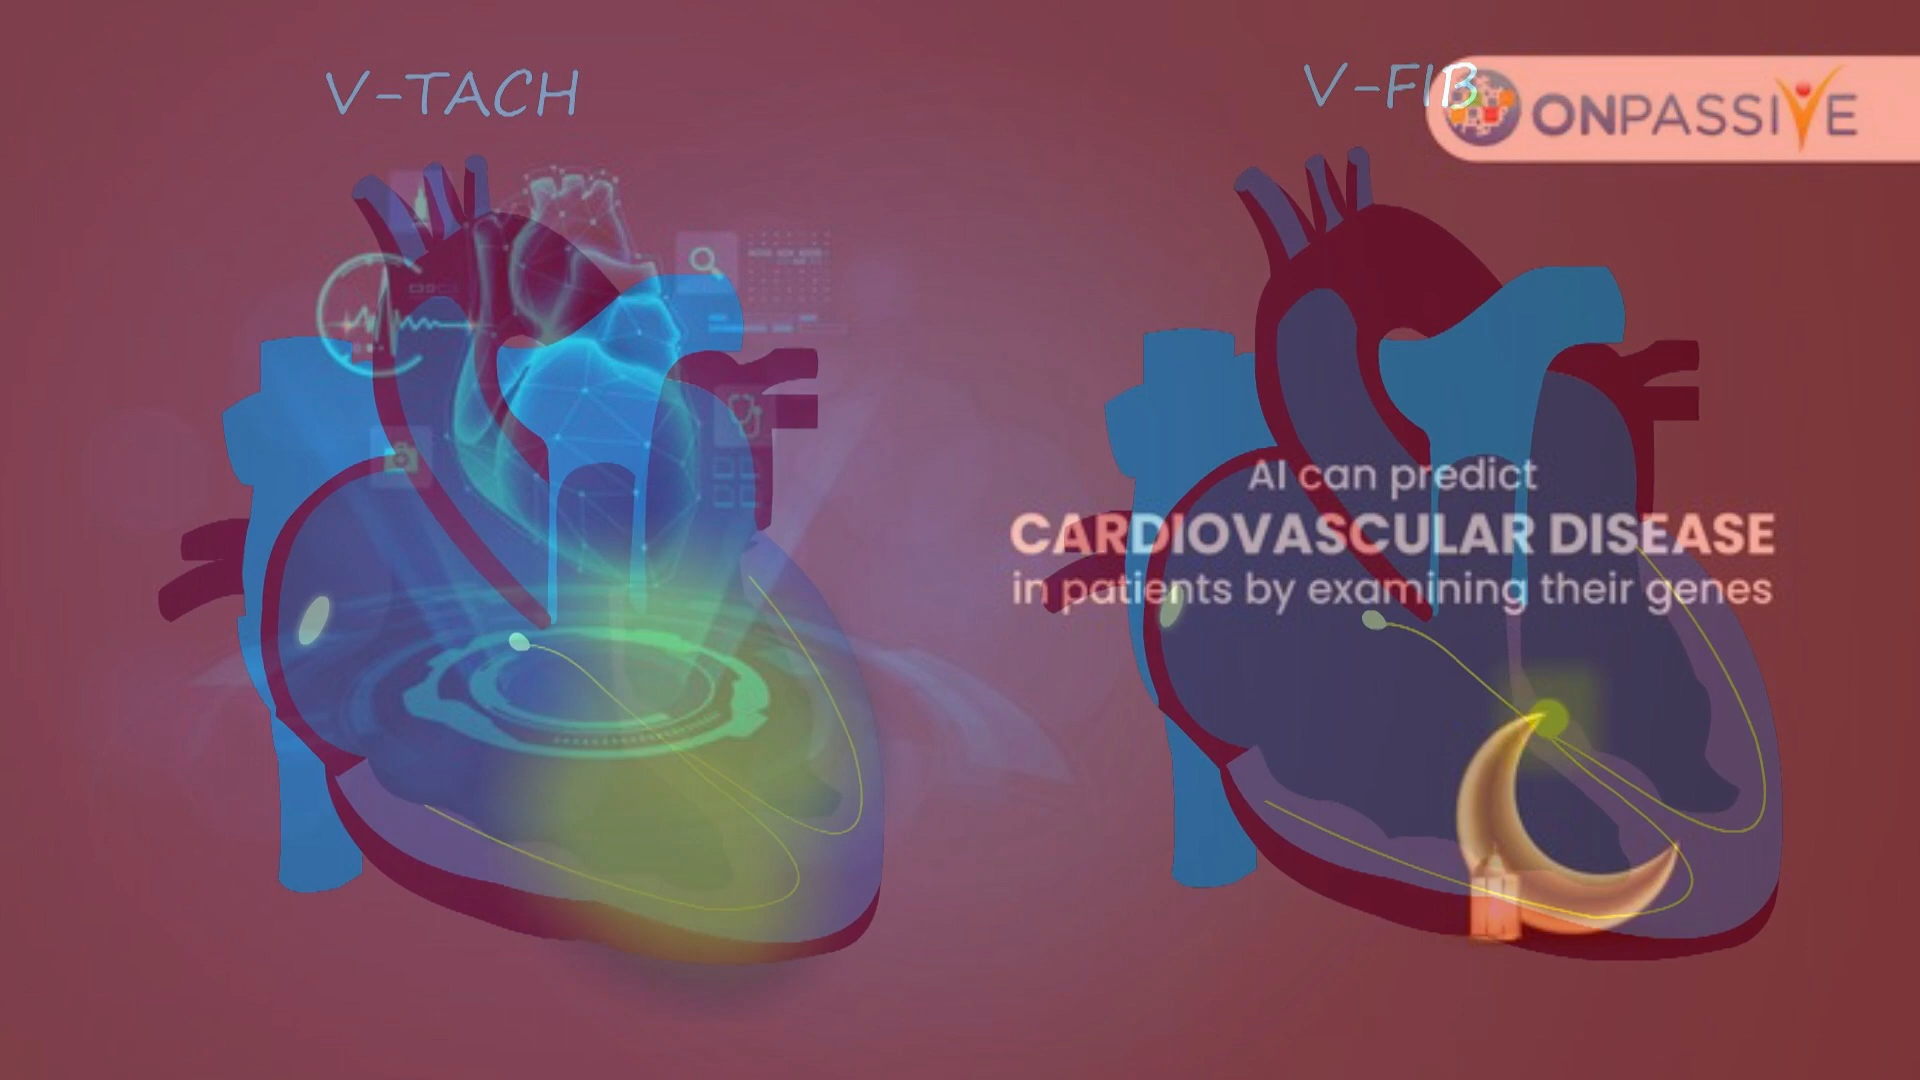 V-TACH
V-FIB
ONPASSIVE
AI can predict
CARDIOVASCULAR DISEASE
in patients by examining their genes